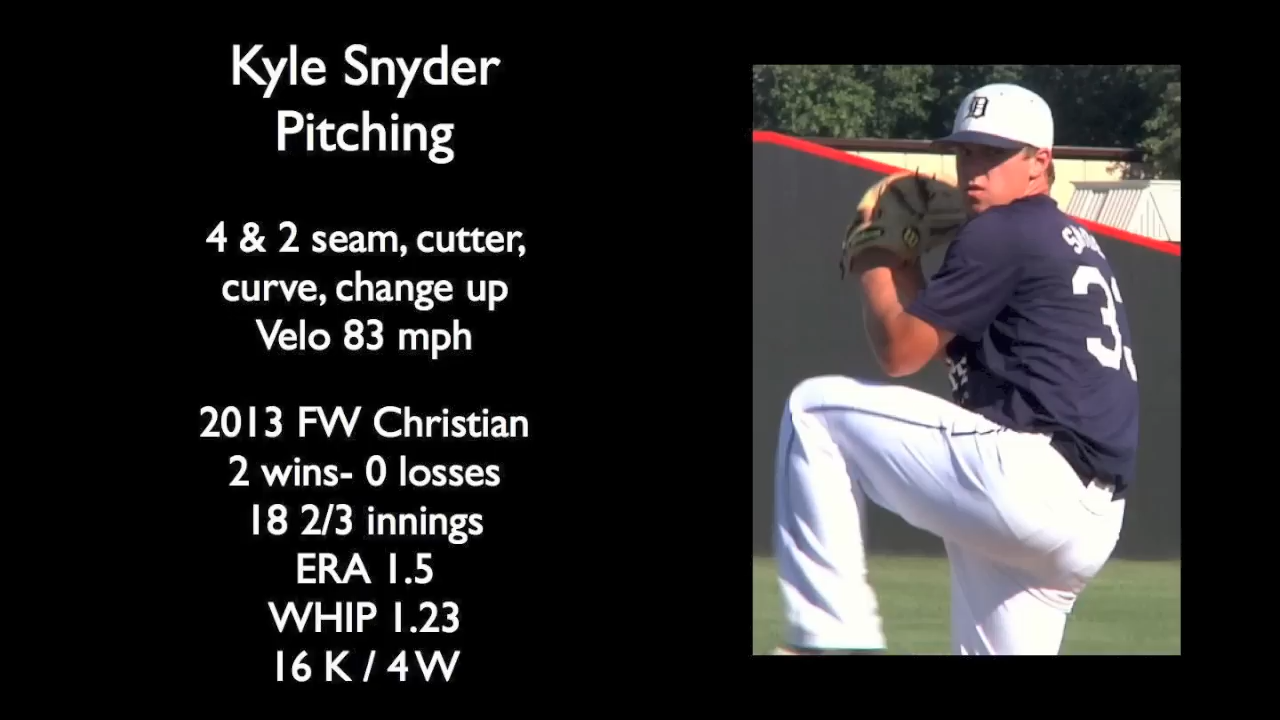 Kyle Snyder
Pitching
4 & 2 seam, cutter,
curve, change up
Velo 83 mph
2013 FW Christian
2 wins- 0 losses
18 2/3 innings
ERA 1.5
WHIP 1.23
16 K / 4 W
D